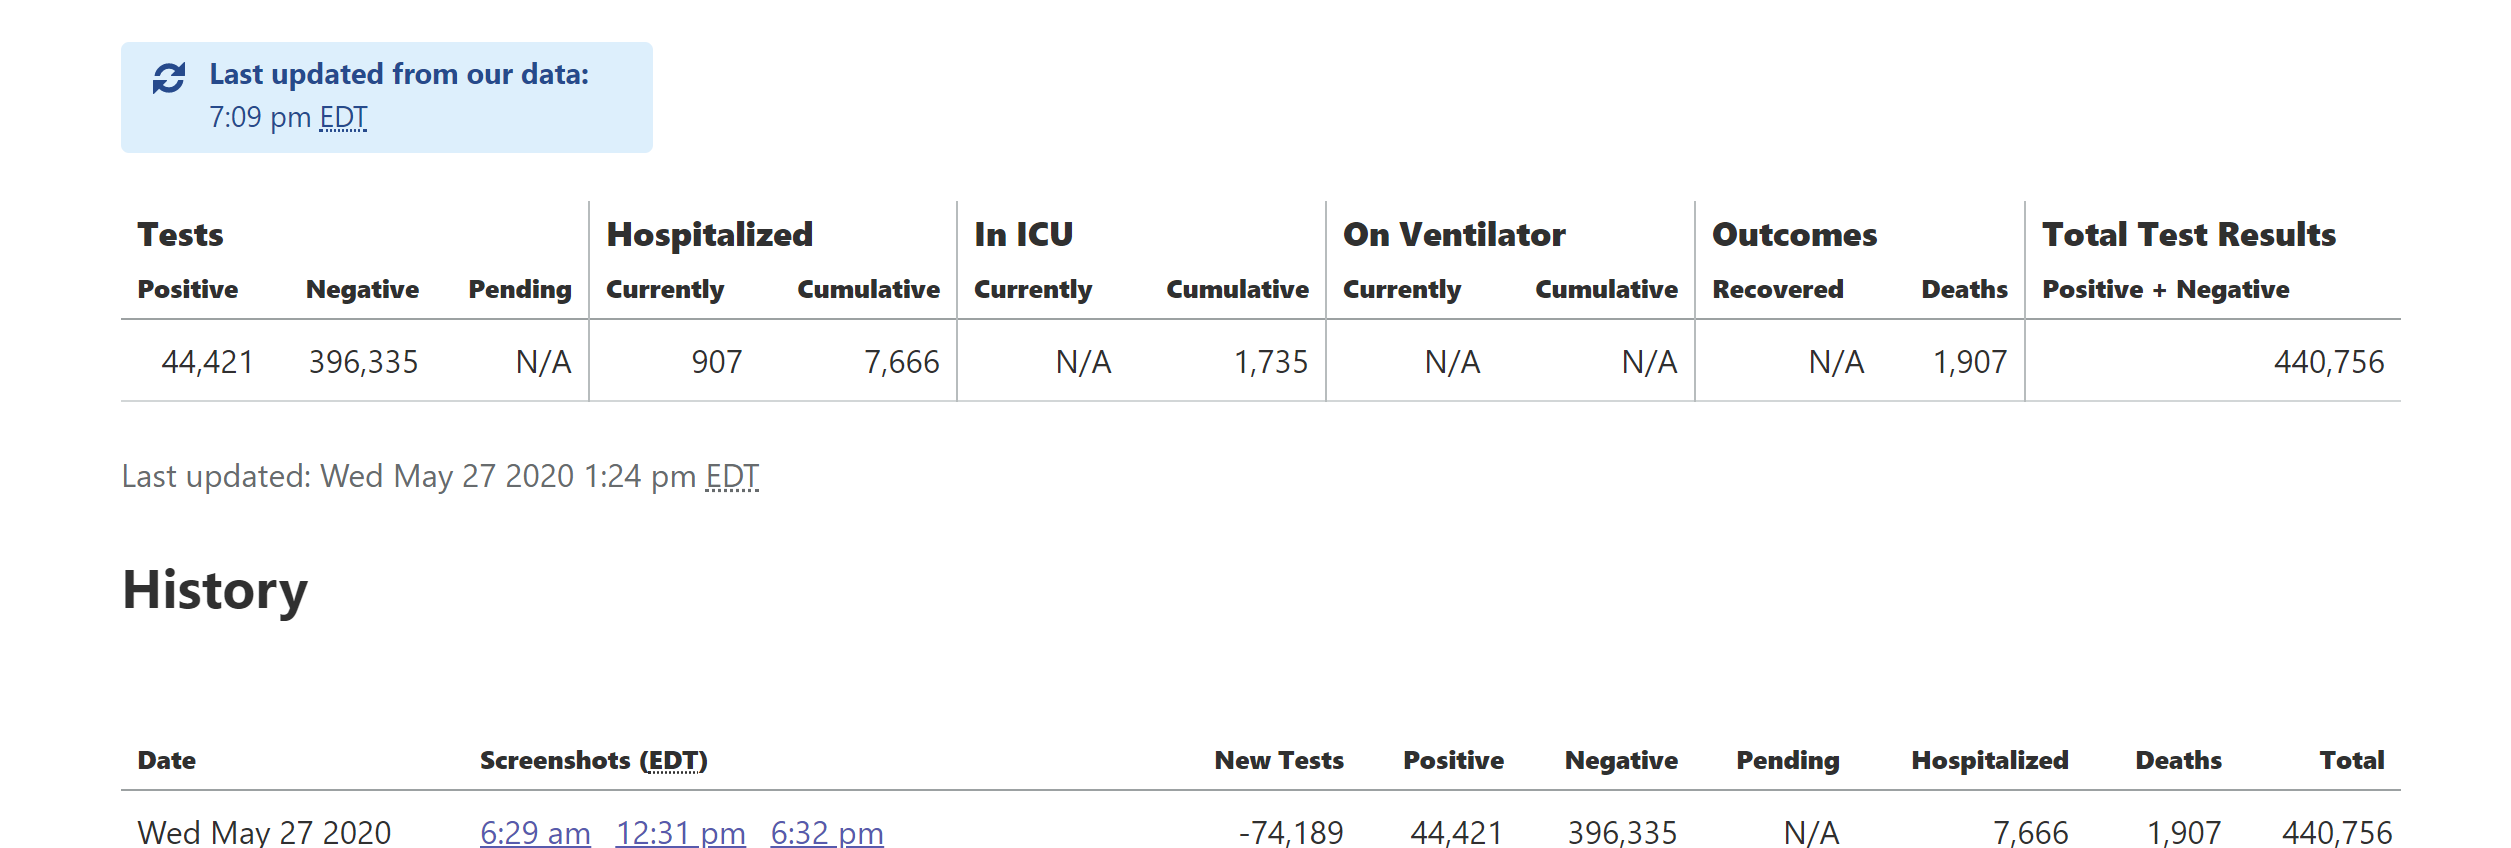 Last updated from our data:
7:09 pm EDT
Tests Hospitalized In ICU On Ventilator Outcomes Total Test Results
Positive Negative Pending Currently Cumulative Currently Cumulative Currently Cumulative Recovered Deaths Positive + Negative
44,421 396,335 N/A 907 7,666 N/A 1,735 N/A N/A N/A 1,907 440,756
Last updated: Wed May 27 2020 1:24 pm EDT
History
Date Screenshots (EDT) New Tests Positive Negative Pending Hospitalized Deaths Total
Wed May 27 2020 6:29 am 12:31 pm 6:32 pm -74,189 44,421 396,335 N/A 7,666 1,907 440,756